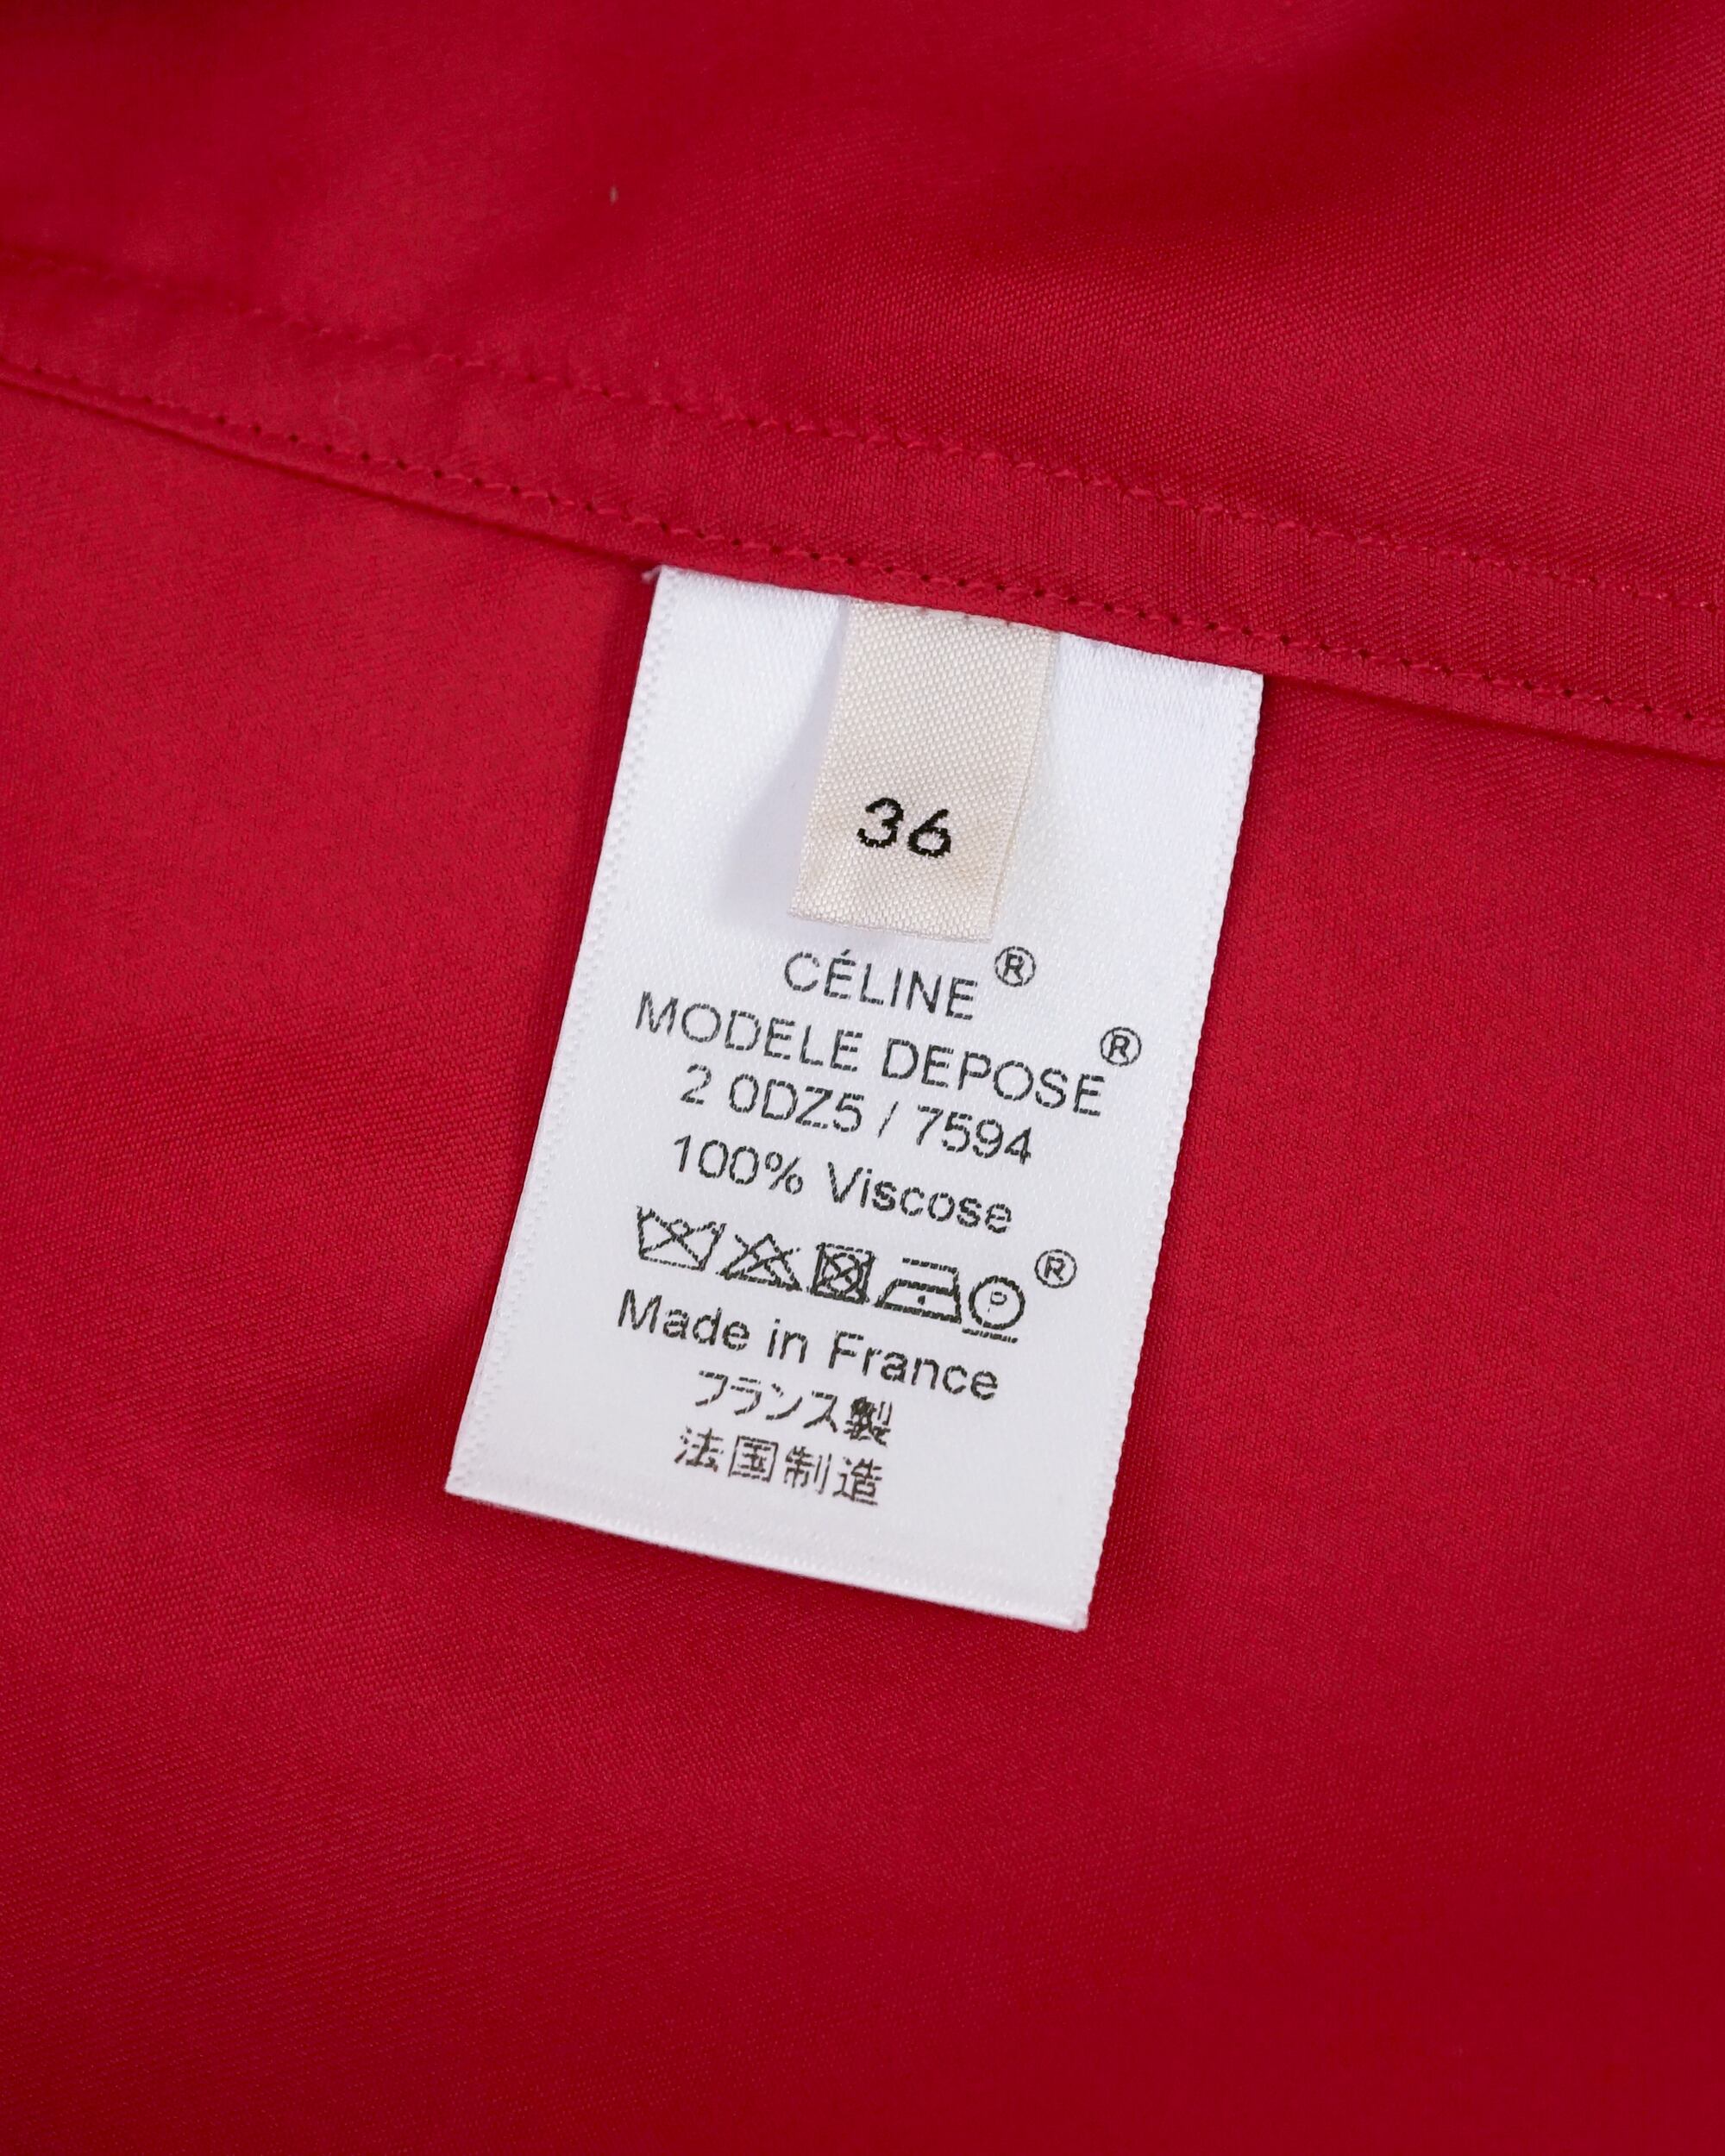 36
CÉLINE ®
MODELE DEPOSE ®
2 0DZ5 / 7594
100% Viscose
P ®
Made in France
フランス製
法国制造